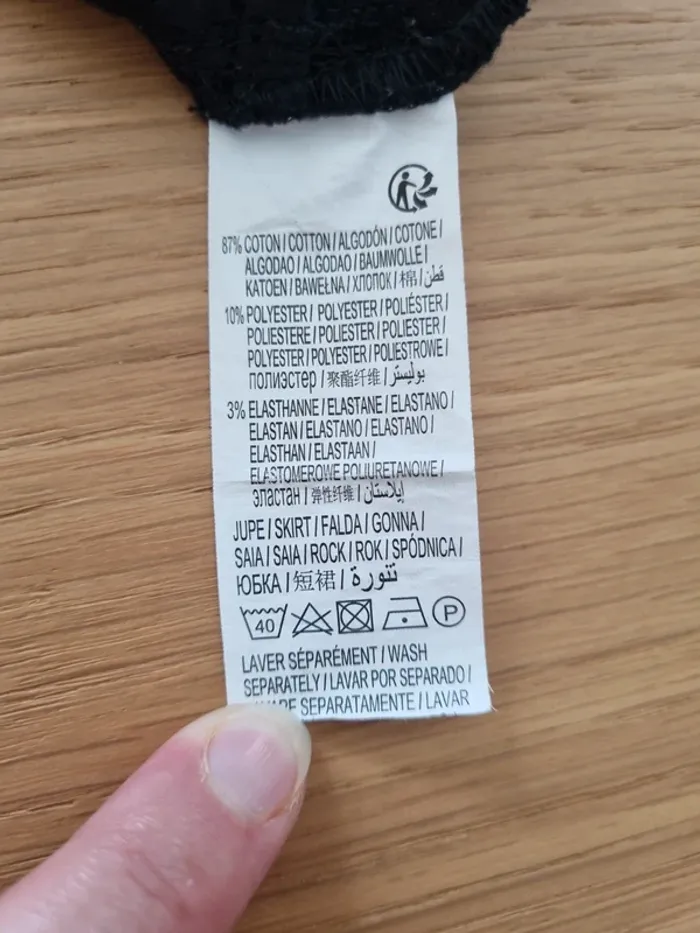 87% COTON / COTTON / ALGODÓN / COTONE /
ALGODAO / ALGODAO / BAUMWOLLE /
KATOEN / BAWEŁNA / ХЛОПОК / 棉 / قطن
10% POLYESTER / POLYESTER / POLIÉSTER /
POLIESTERE / POLIESTER / POLIESTER /
POLYESTER / POLYESTER / POLIESTROWE /
полиэстер / 聚酯纤维 / بوليستر
3% ELASTHANNE / ELASTANE / ELASTANO /
ELASTAN / ELASTANO / ELASTANO /
ELASTHAN / ELASTAAN /
ELASTOMEROWE POLIURETANOWE /
эластан / 弹性纤维 / إيلاستان
JUPE / SKIRT / FALDA / GONNA /
SAIA / SAIA / ROCK / ROK / SPÓDNICA /
ЮБКА / 短裙 / تنورة
40 P
LAVER SÉPARÉMENT / WASH
SEPARATELY / LAVAR POR SEPARADO /
SEPARATAMENTE / LAVAR